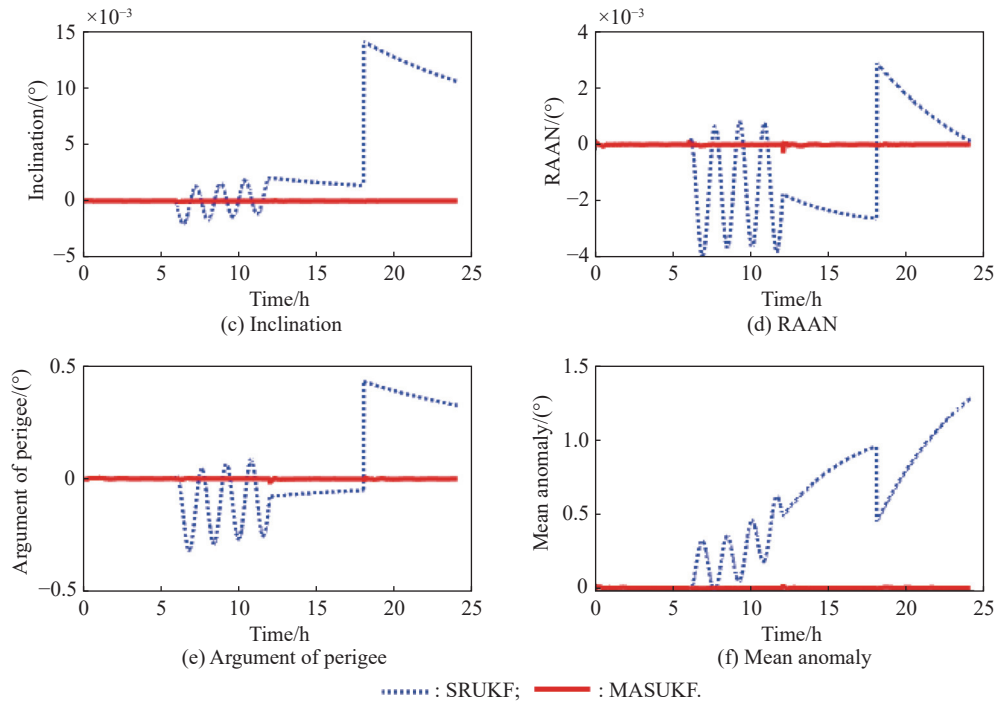 ×10⁻³
15
10
5
0
−5
Inclination/(°)
0 5 10 15 20 25
Time/h
(c) Inclination
×10⁻³
4
2
0
−2
−4
RAAN/(°)
0 5 10 15 20 25
Time/h
(d) RAAN
0.5
0
−0.5
Argument of perigee/(°)
0 5 10 15 20 25
Time/h
(e) Argument of perigee
1.5
1.0
0.5
0
Mean anomaly/(°)
0 5 10 15 20 25
Time/h
(f) Mean anomaly
: SRUKF; : MASUKF.